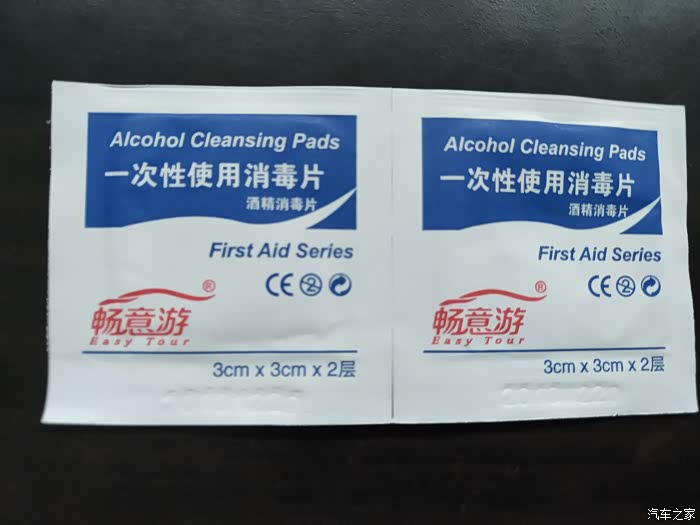 Alcohol Cleansing Pads
一次性使用消毒片
酒精消毒片
First Aid Series
CE
畅意游®
Easy Tour
3cm x 3cm x 2层
Alcohol Cleansing Pads
一次性使用消毒片
酒精消毒片
First Aid Series
CE
畅意游®
Easy Tour
3cm x 3cm x 2层
汽车之家